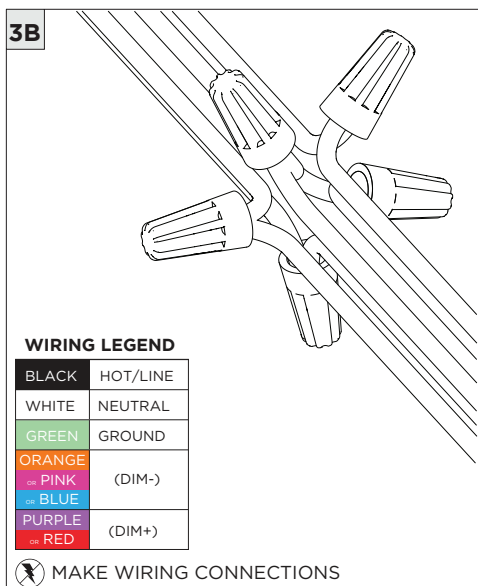 3B
WIRING LEGEND
BLACK HOT/LINE
WHITE NEUTRAL
GREEN GROUND
ORANGE
OR PINK (DIM-)
OR BLUE
PURPLE
OR RED (DIM+)
MAKE WIRING CONNECTIONS